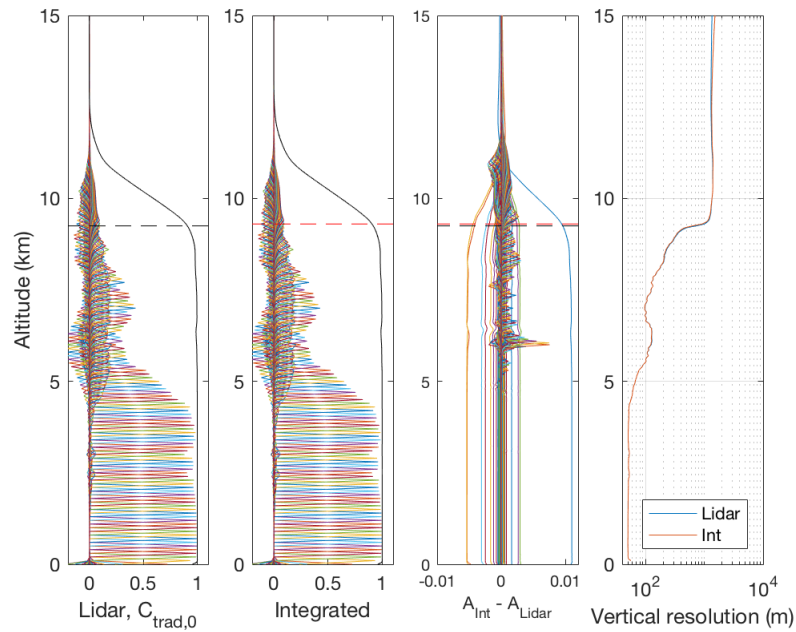 15
10
5
0
Altitude (km)
0 0.5 1
Lidar, C_trad,0
15
10
5
0
0 0.5 1
Integrated
15
10
5
0
-0.01 0 0.01
A_Int - A_Lidar
15
10
5
0
Lidar
Int
10^2 10^4
Vertical resolution (m)